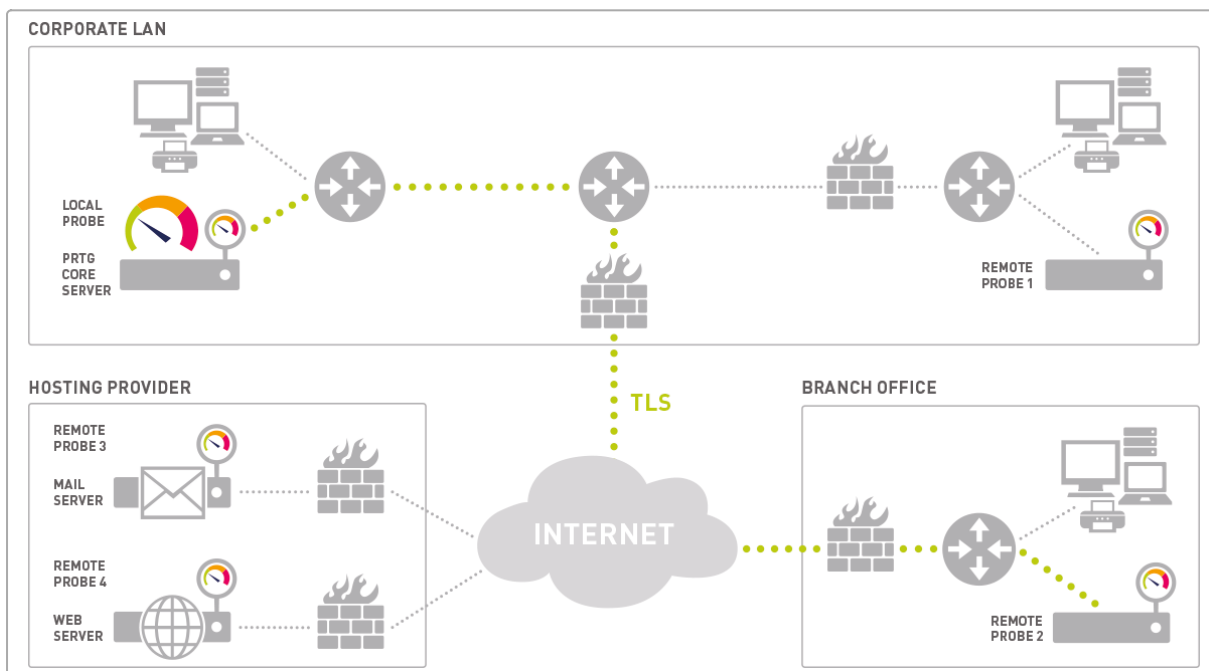 CORPORATE LAN
LOCAL
PROBE
PRTG
CORE
SERVER
REMOTE
PROBE 1
HOSTING PROVIDER
REMOTE
PROBE 3
MAIL
SERVER
REMOTE
PROBE 4
WEB
SERVER
TLS
INTERNET
BRANCH OFFICE
REMOTE
PROBE 2